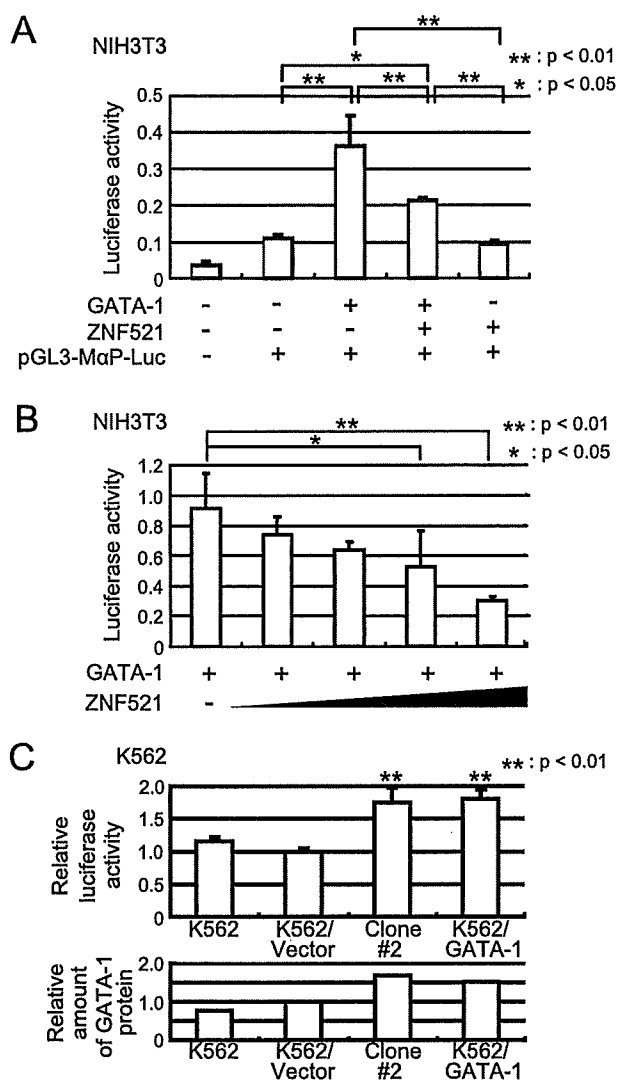 A
NIH3T3
**
** : p < 0.01
* : p < 0.05
*
** ** **
Luciferase activity
0.5
0.4
0.3
0.2
0.1
0
GATA-1 - - + + -
ZNF521 - - - + +
pGL3-MαP-Luc - + + + +
B
NIH3T3
**
** : p < 0.01
*
* : p < 0.05
Luciferase activity
1.2
1.0
0.8
0.6
0.4
0.2
0
GATA-1 + + + + +
ZNF521 -
C
K562
** : p < 0.01
** **
Relative
luciferase
activity
2.0
1.5
1.0
0.5
0
K562 K562/ Clone K562/
Vector #2 GATA-1
Relative
amount
of GATA-1
protein
2.0
1.0
0
K562 K562/ Clone K562/
Vector #2 GATA-1